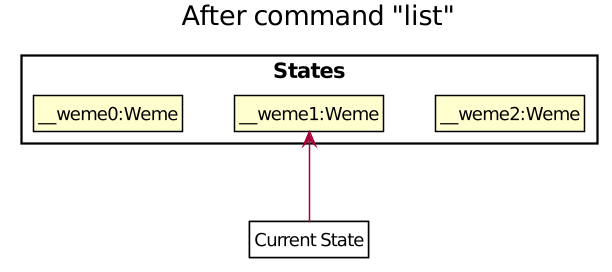 After command "list"
States
__weme0:Weme
__weme1:Weme
__weme2:Weme
Current State